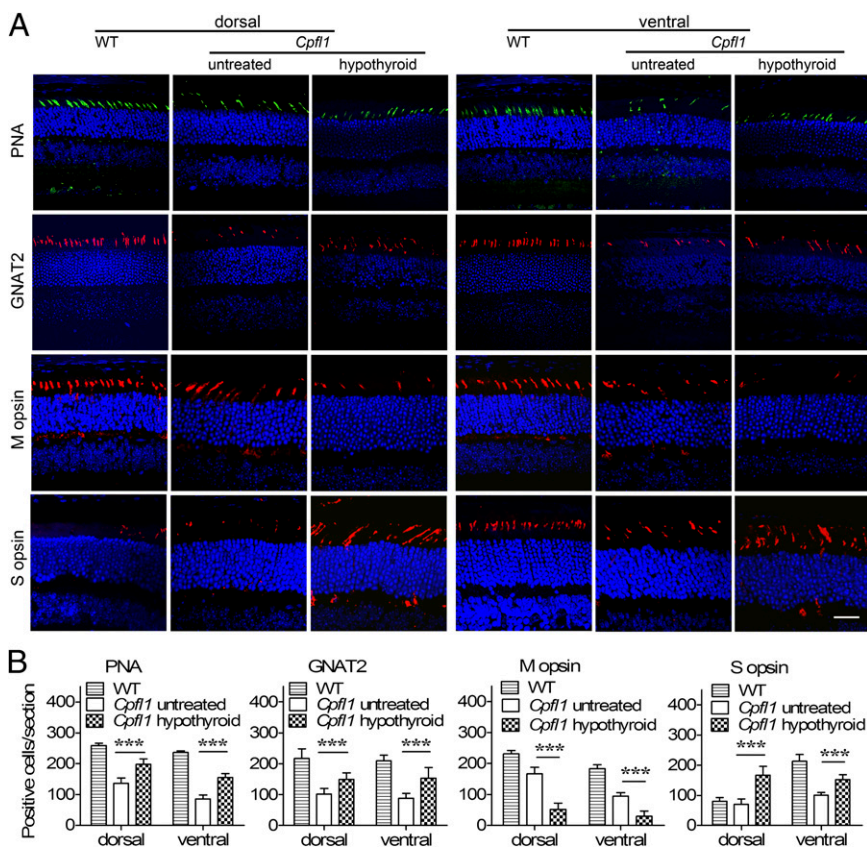 A
dorsal
ventral
WT
Cpfl1
WT
Cpfl1
untreated
hypothyroid
untreated
hypothyroid
PNA
GNAT2
M opsin
S opsin
B
PNA
GNAT2
M opsin
S opsin
WT
Cpfl1 untreated
Cpfl1 hypothyroid
WT
Cpfl1 untreated
Cpfl1 hypothyroid
WT
Cpfl1 untreated
Cpfl1 hypothyroid
WT
Cpfl1 untreated
Cpfl1 hypothyroid
Positive cells/section
400
300
200
100
0
*** ***
dorsal ventral
400
300
200
100
0
*** ***
dorsal ventral
400
300
200
100
0
*** ***
dorsal ventral
400
300
200
100
0
*** ***
dorsal ventral